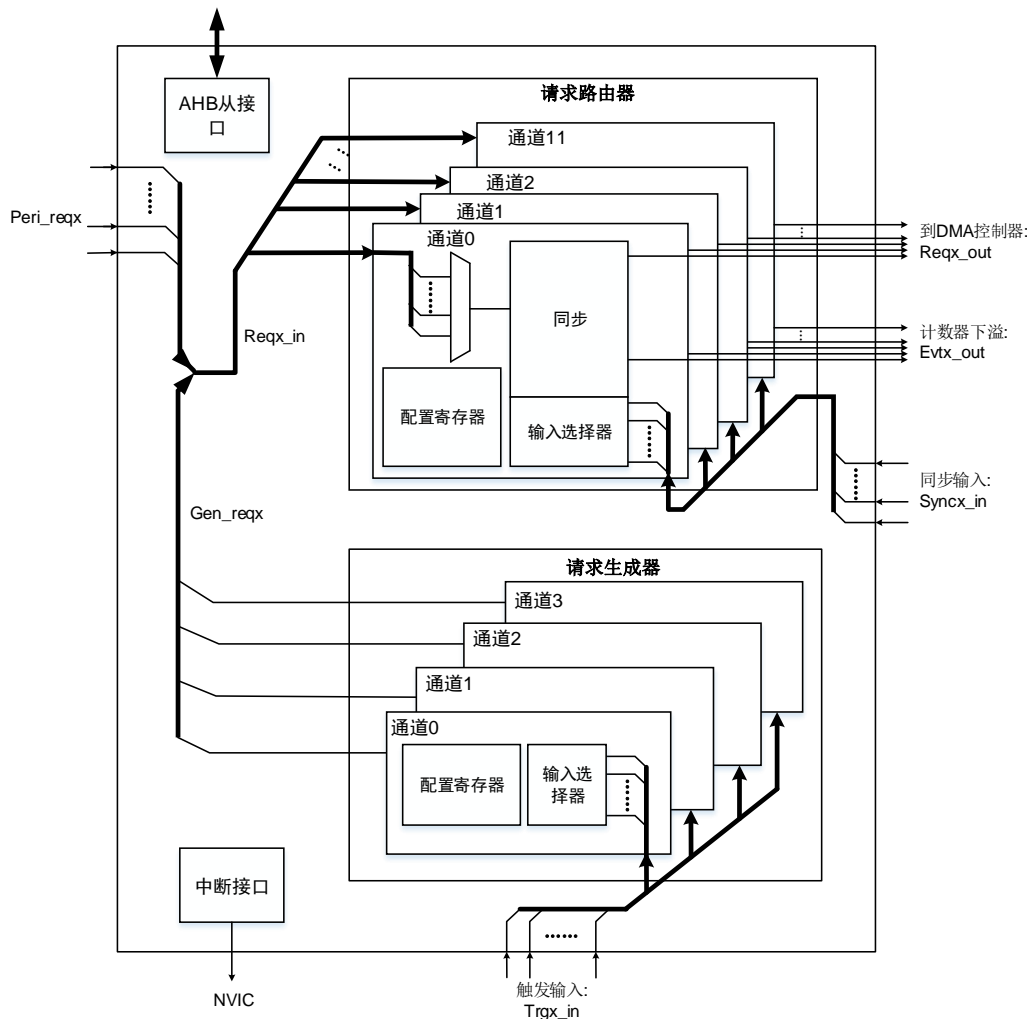 AHB从接
口
请求路由器
通道11
通道2
通道1
通道0
Peri_reqx
到DMA控制器:
Reqx_out
Reqx_in
同步
计数器下溢:
Evtx_out
配置寄存器
输入选择器
同步输入:
Syncx_in
Gen_reqx
请求生成器
通道3
通道2
通道1
通道0
配置寄存器
输入选
择器
中断接口
NVIC
触发输入:
Trgx_in